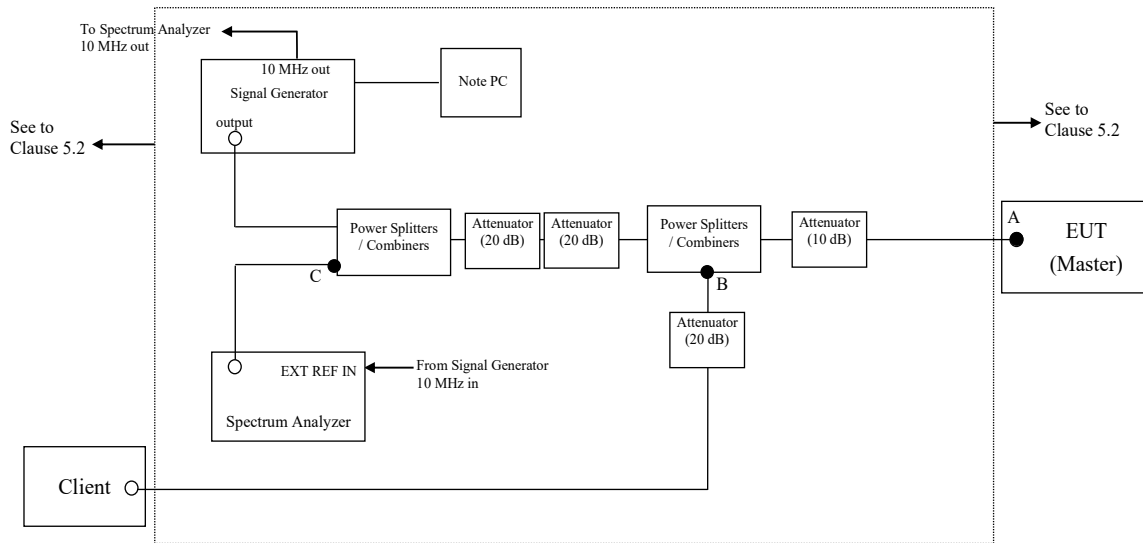 To Spectrum Analyzer
10 MHz out
10 MHz out
Signal Generator
output
Note PC
See to
Clause 5.2
See to
Clause 5.2
Power Splitters
/ Combiners
Attenuator
(20 dB)
Attenuator
(20 dB)
Power Splitters
/ Combiners
Attenuator
(10 dB)
A
EUT
(Master)
C
B
Attenuator
(20 dB)
EXT REF IN
From Signal Generator
10 MHz in
Spectrum Analyzer
Client